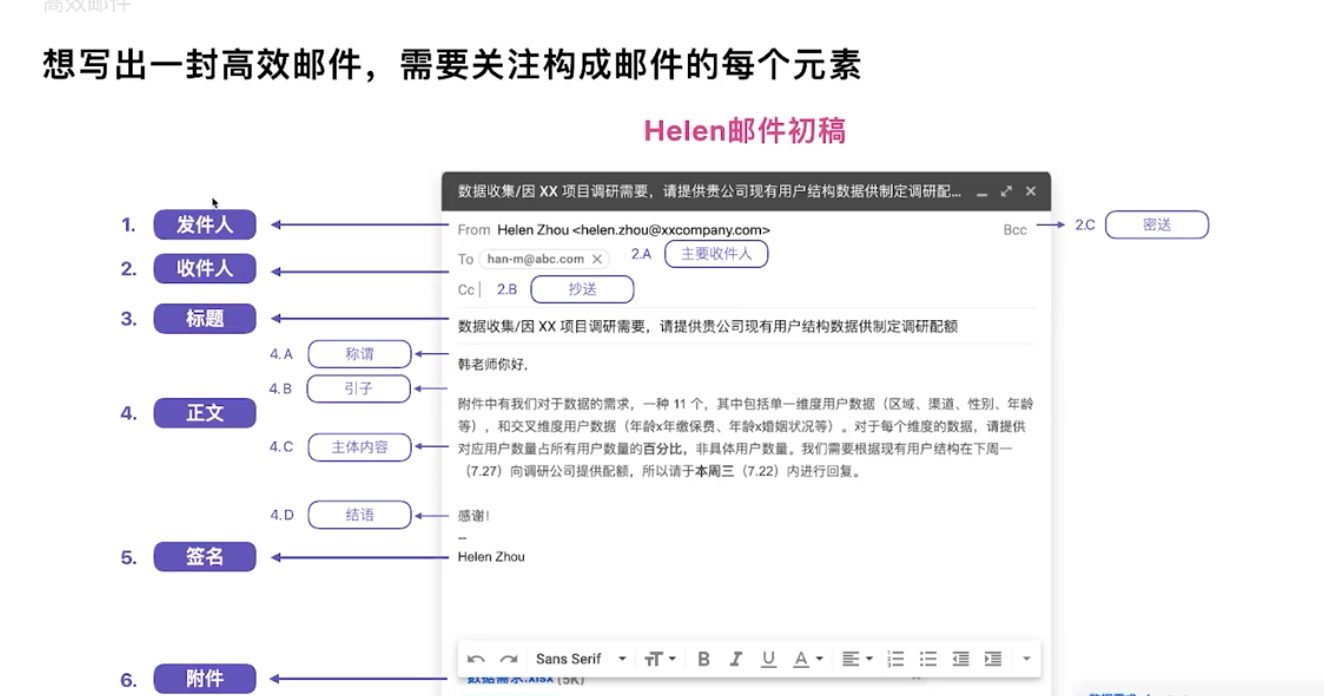 高效邮件
想写出一封高效邮件，需要关注构成邮件的每个元素
Helen邮件初稿
数据收集/因 XX 项目调研需要，请提供贵公司现有用户结构数据供制定调研配...
1. 发件人
From Helen Zhou <helen.zhou@xxcompany.com>
Bcc
2.C 密送
2. 收件人
To han-m@abc.com
2.A 主要收件人
Cc
2.B 抄送
3. 标题
数据收集/因 XX 项目调研需要，请提供贵公司现有用户结构数据供制定调研配额
4.A 称谓
韩老师你好,
4.B 引子
4. 正文
附件中有我们对于数据的需求，一种 11 个，其中包括单一维度用户数据（区域、渠道、性别、年龄
等），和交叉维度用户数据（年龄x年缴保费、年龄x婚姻状况等）。对于每个维度的数据，请提供
4.C 主体内容
对应用户数量占所有用户数量的百分比，非具体用户数量。我们需要根据现有用户结构在下周一
（7.27）向调研公司提供配额，所以请于本周三（7.22）内进行回复。
4.D 结语
感谢!
--
5. 签名
Helen Zhou
Sans Serif
6. 附件
数据需求.xlsx (5K)